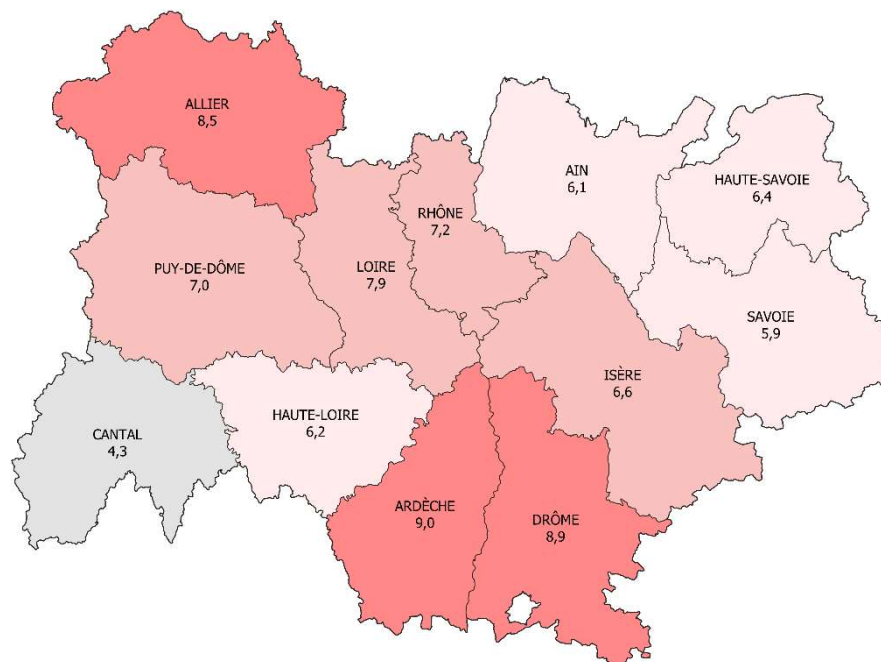 ALLIER
8,5
AIN
6,1
HAUTE-SAVOIE
6,4
RHÔNE
7,2
PUY-DE-DÔME
7,0
LOIRE
7,9
SAVOIE
5,9
ISÈRE
6,6
HAUTE-LOIRE
6,2
CANTAL
4,3
ARDÈCHE
9,0
DRÔME
8,9